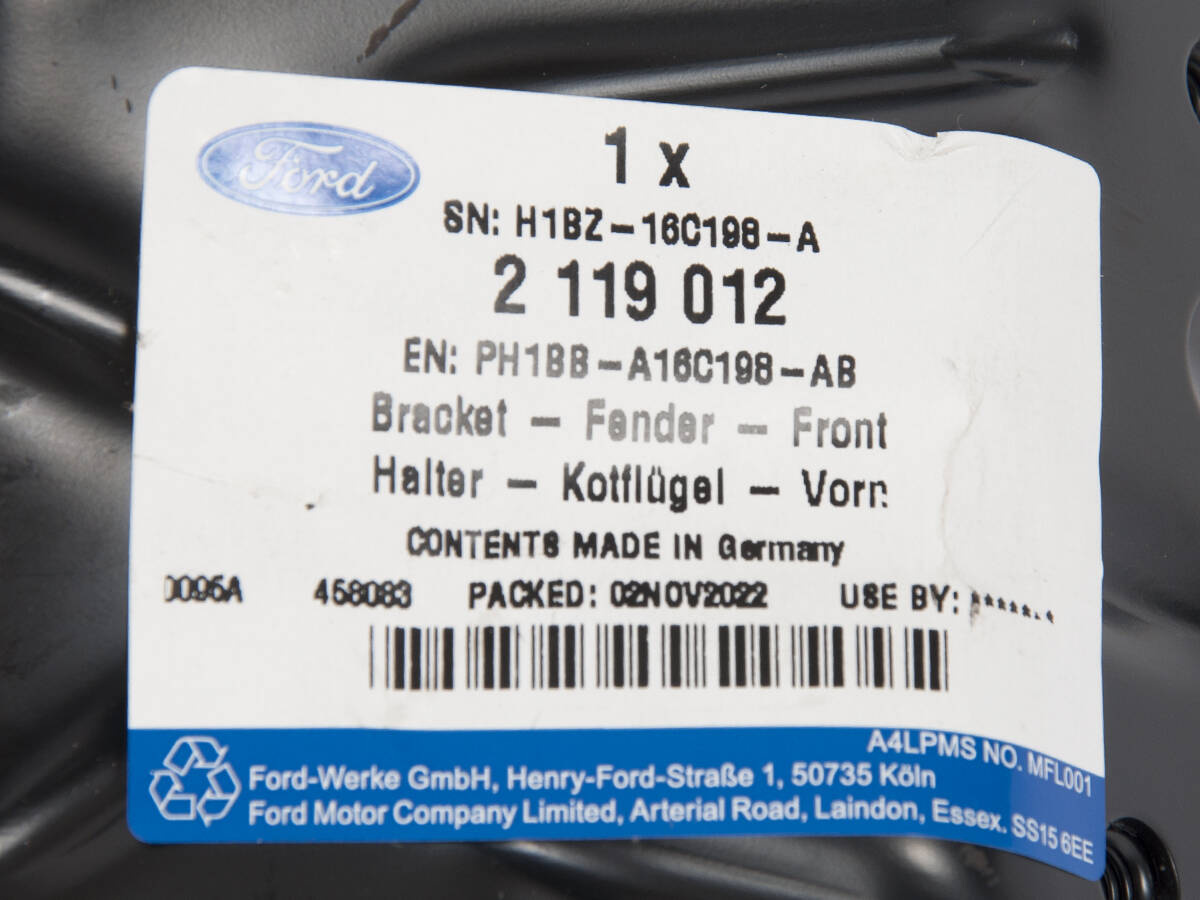 Ford
1 x
SN: H1BZ-16C198-A
2 119 012
EN: PH1BB-A16C198-AB
Bracket - Fender - Front
Halter - Kotflügel - Vorn
CONTENTS MADE IN Germany
0095A 458083 PACKED: 02NOV2022 USE BY: *******
A4LPMS NO. MFL001
Ford-Werke GmbH, Henry-Ford-Straße 1, 50735 Köln
Ford Motor Company Limited, Arterial Road, Laindon, Essex. SS15 6EE